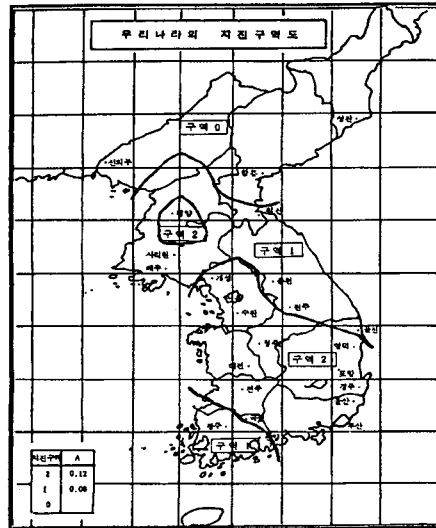 우리나라의 지진구역도
성진
구역 0
신의주
함흥
원산
평양
구역 2
구역 1
사리원
해주
개성
춘천
수원
원주
울진
청주
구역 2
영덕
대전
포항
전주
경주
울산
광주
부산
구역 1
지진구역 A
2 0.12
1 0.08
0